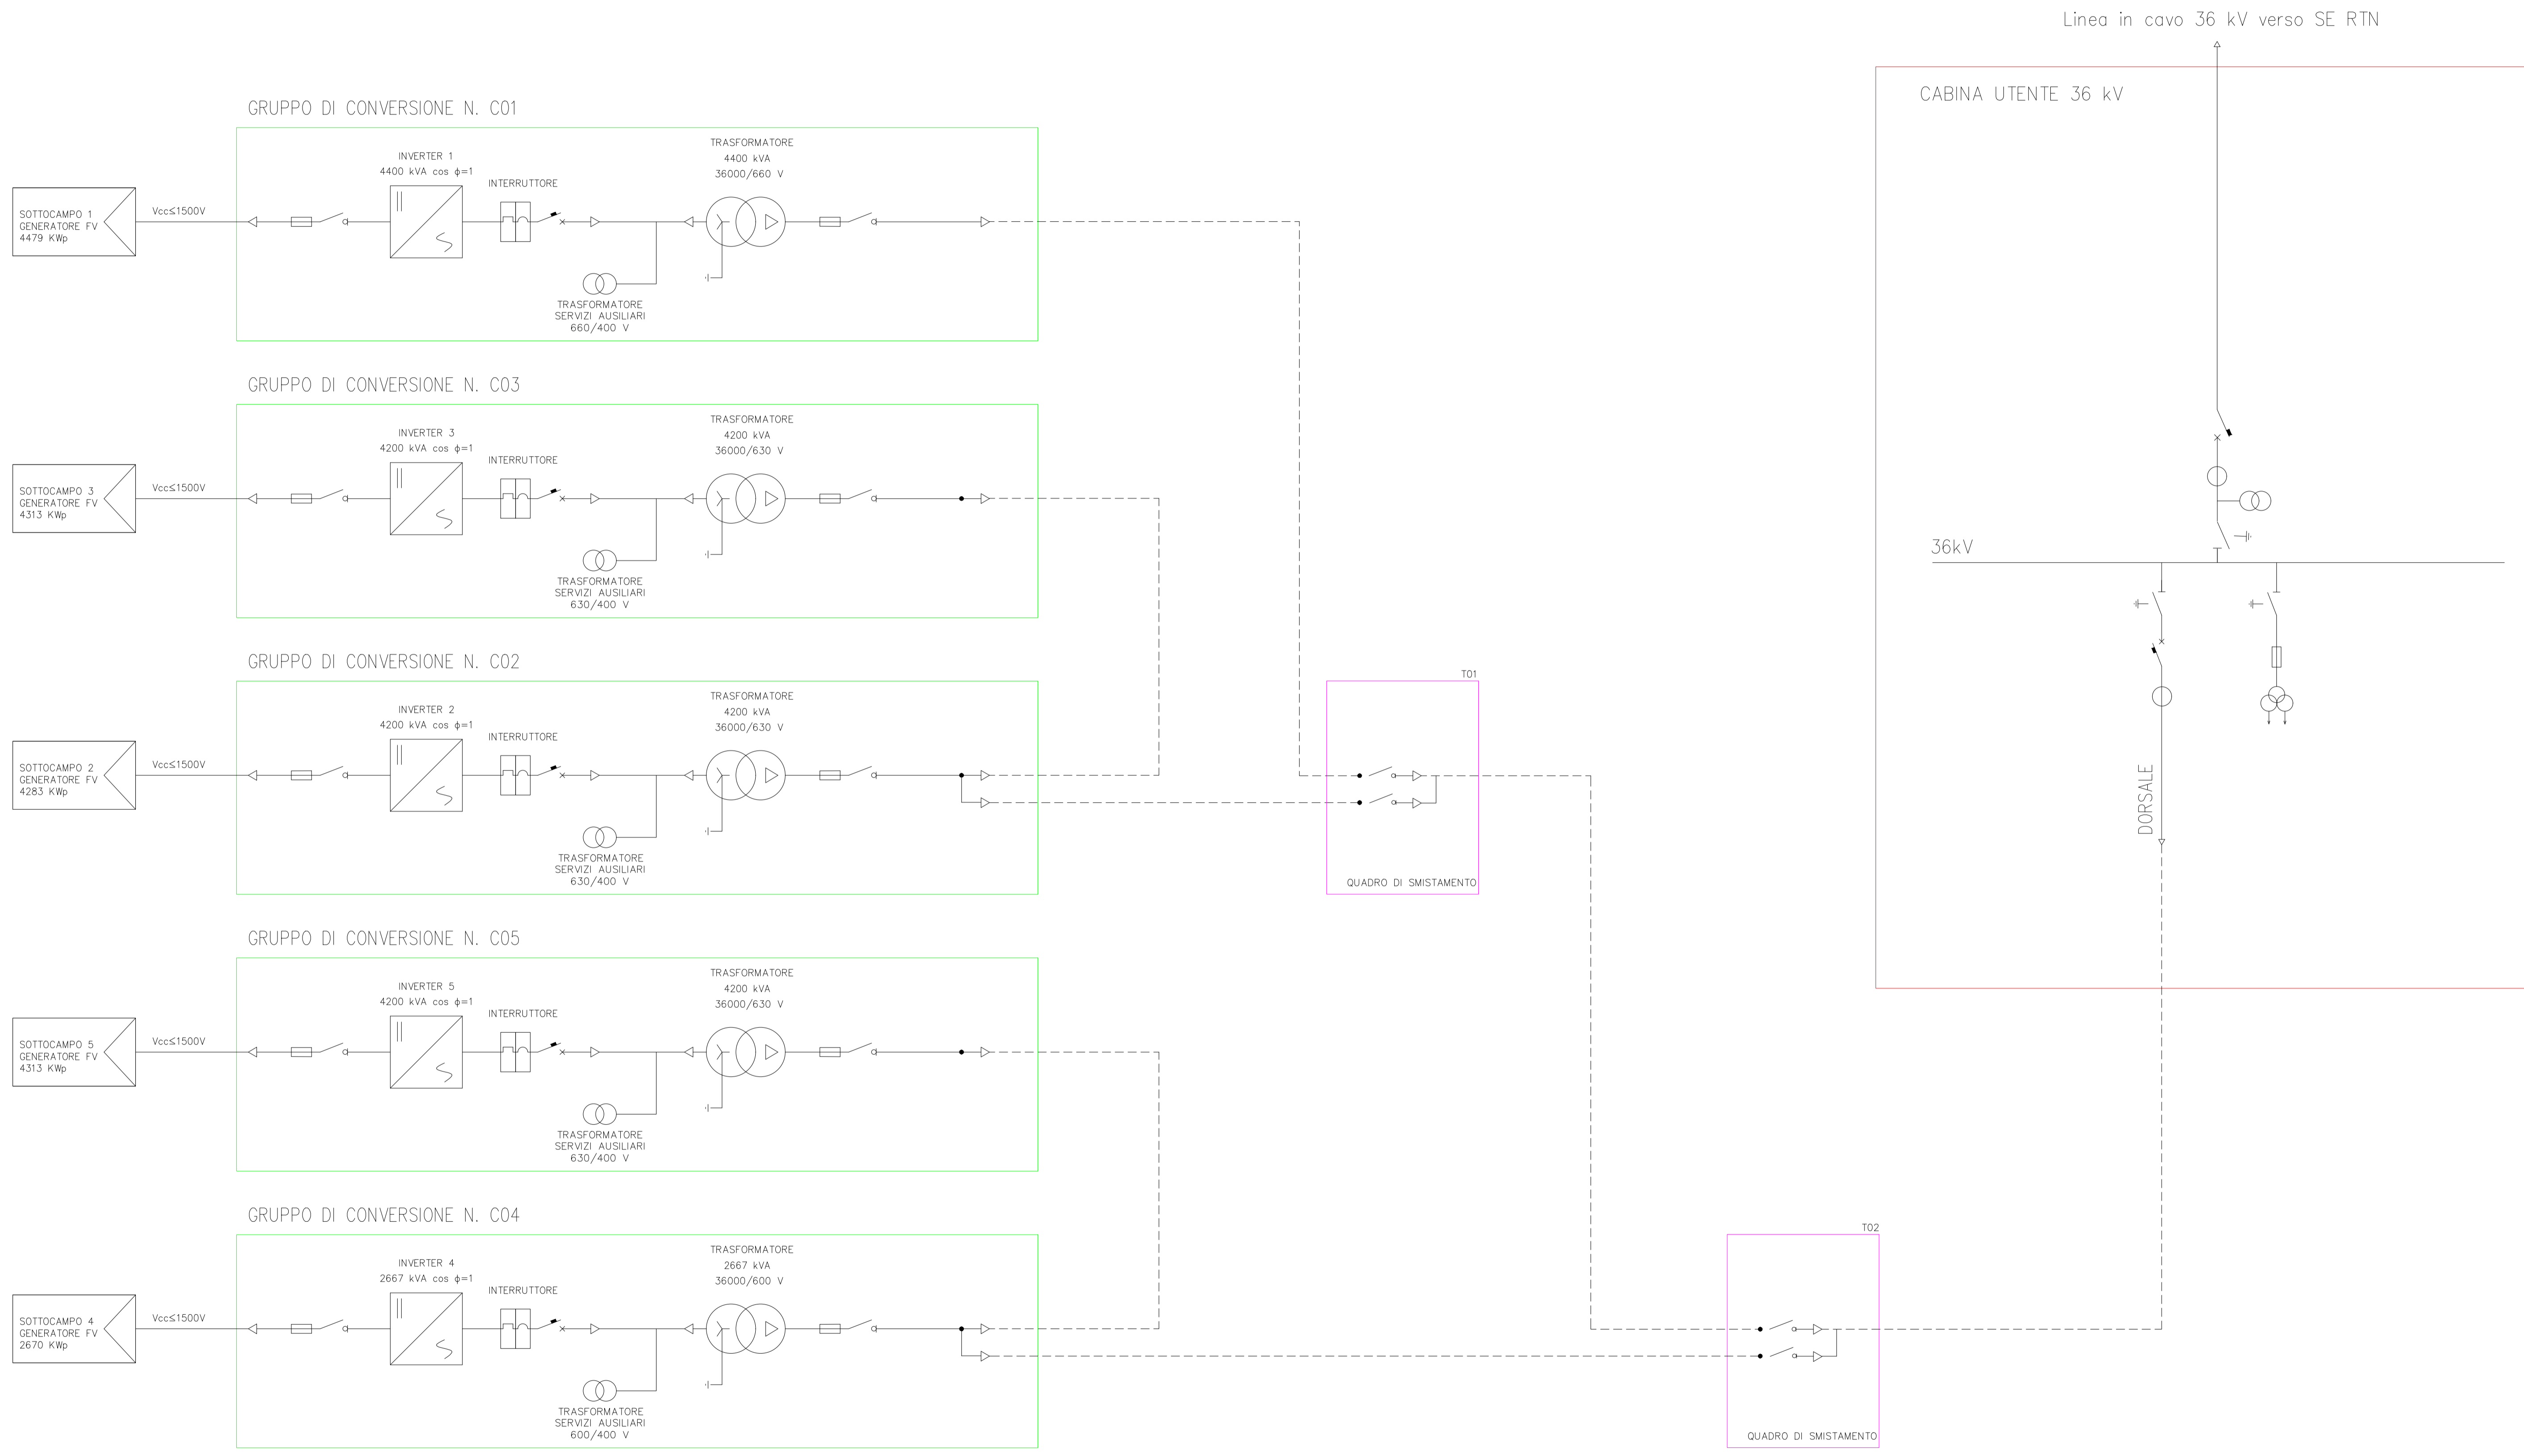 Linea in cavo 36 kV verso SE RTN
CABINA UTENTE 36 kV
GRUPPO DI CONVERSIONE N. C01
TRASFORMATORE
4400 kVA
36000/660 V
INVERTER 1
4400 kVA cos ϕ=1
INTERRUTTORE
SOTTOCAMPO 1
GENERATORE FV
4479 KWp
Vcc≤1500V
TRASFORMATORE
SERVIZI AUSILIARI
660/400 V
GRUPPO DI CONVERSIONE N. C03
TRASFORMATORE
4200 kVA
36000/630 V
INVERTER 3
4200 kVA cos ϕ=1
INTERRUTTORE
SOTTOCAMPO 3
GENERATORE FV
4313 KWp
Vcc≤1500V
TRASFORMATORE
SERVIZI AUSILIARI
630/400 V
36kV
GRUPPO DI CONVERSIONE N. C02
TRASFORMATORE
4200 kVA
36000/630 V
INVERTER 2
4200 kVA cos ϕ=1
INTERRUTTORE
SOTTOCAMPO 2
GENERATORE FV
4283 KWp
Vcc≤1500V
TRASFORMATORE
SERVIZI AUSILIARI
630/400 V
T01
QUADRO DI SMISTAMENTO
DORSALE
GRUPPO DI CONVERSIONE N. C05
TRASFORMATORE
4200 kVA
36000/630 V
INVERTER 5
4200 kVA cos ϕ=1
INTERRUTTORE
SOTTOCAMPO 5
GENERATORE FV
4313 KWp
Vcc≤1500V
TRASFORMATORE
SERVIZI AUSILIARI
630/400 V
GRUPPO DI CONVERSIONE N. C04
TRASFORMATORE
2667 kVA
36000/600 V
INVERTER 4
2667 kVA cos ϕ=1
INTERRUTTORE
SOTTOCAMPO 4
GENERATORE FV
2670 KWp
Vcc≤1500V
TRASFORMATORE
SERVIZI AUSILIARI
600/400 V
T02
QUADRO DI SMISTAMENTO